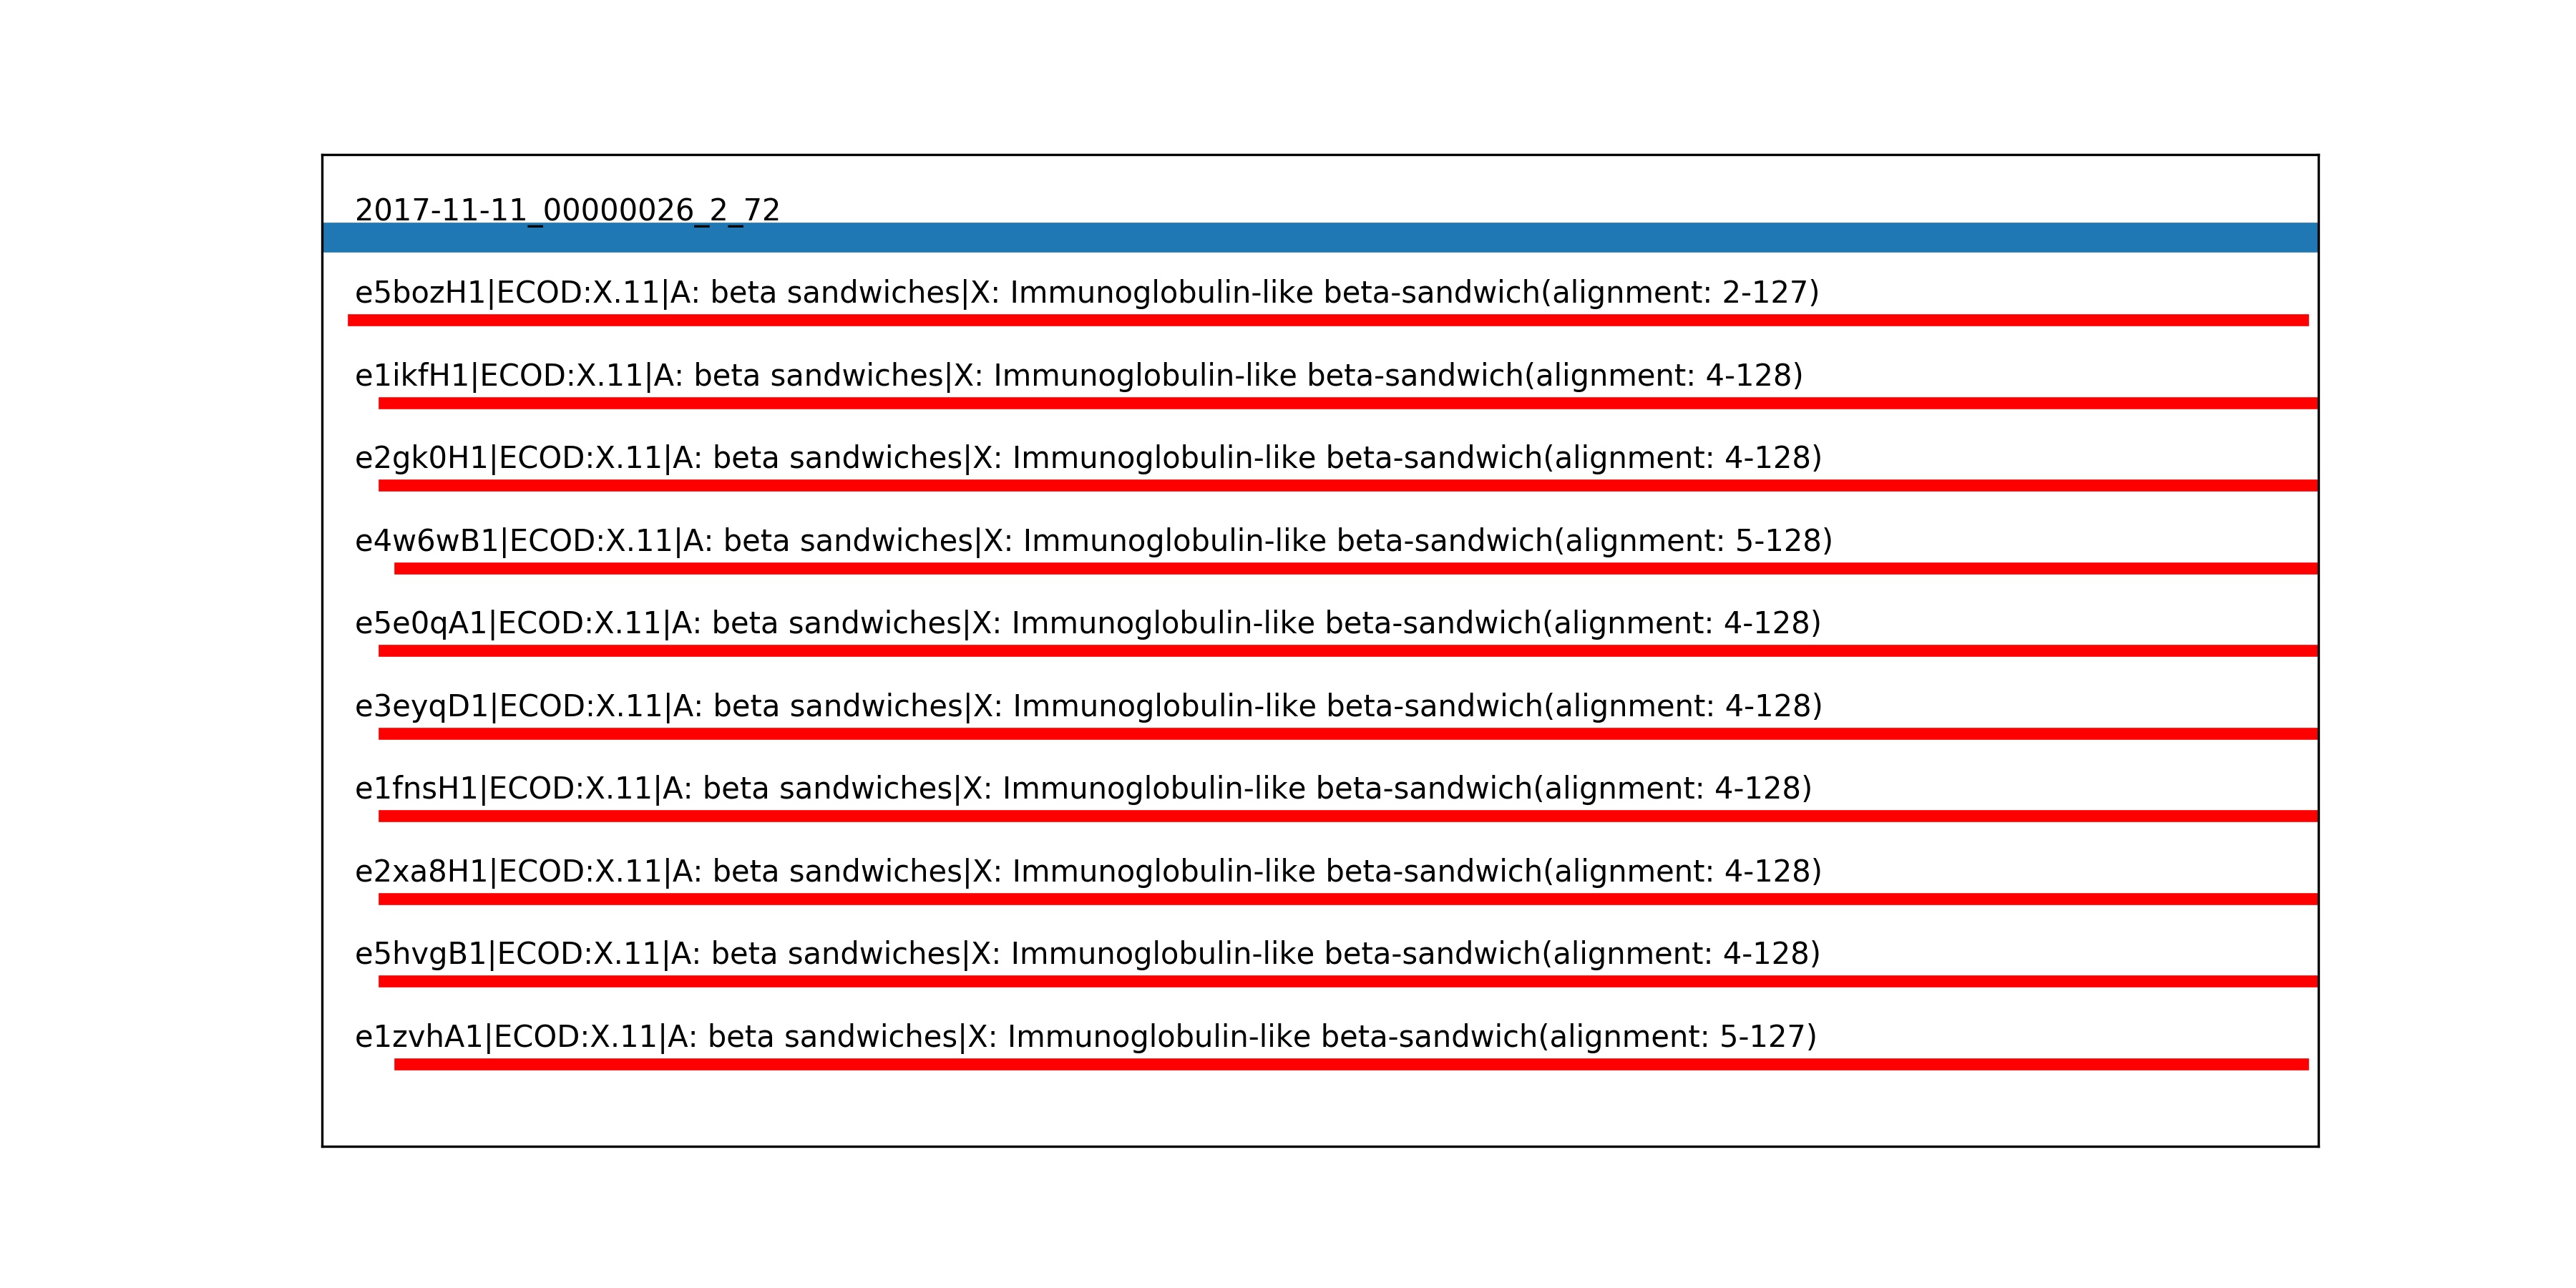 2017-11-11_00000026_2_72
e5bozH1|ECOD:X.11|A: beta sandwiches|X: Immunoglobulin-like beta-sandwich(alignment: 2-127)
e1ikfH1|ECOD:X.11|A: beta sandwiches|X: Immunoglobulin-like beta-sandwich(alignment: 4-128)
e2gk0H1|ECOD:X.11|A: beta sandwiches|X: Immunoglobulin-like beta-sandwich(alignment: 4-128)
e4w6wB1|ECOD:X.11|A: beta sandwiches|X: Immunoglobulin-like beta-sandwich(alignment: 5-128)
e5e0qA1|ECOD:X.11|A: beta sandwiches|X: Immunoglobulin-like beta-sandwich(alignment: 4-128)
e3eyqD1|ECOD:X.11|A: beta sandwiches|X: Immunoglobulin-like beta-sandwich(alignment: 4-128)
e1fnsH1|ECOD:X.11|A: beta sandwiches|X: Immunoglobulin-like beta-sandwich(alignment: 4-128)
e2xa8H1|ECOD:X.11|A: beta sandwiches|X: Immunoglobulin-like beta-sandwich(alignment: 4-128)
e5hvgB1|ECOD:X.11|A: beta sandwiches|X: Immunoglobulin-like beta-sandwich(alignment: 4-128)
e1zvhA1|ECOD:X.11|A: beta sandwiches|X: Immunoglobulin-like beta-sandwich(alignment: 5-127)